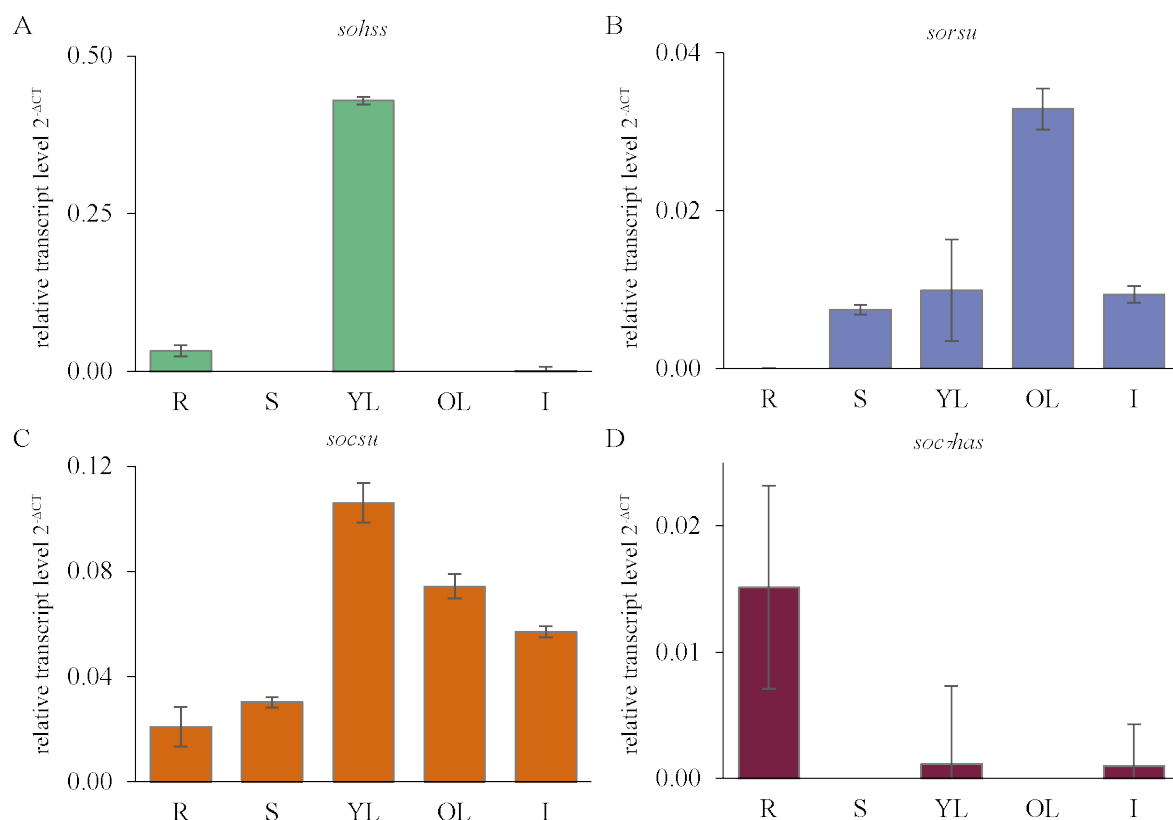 A
sohss
relative transcript level 2-ΔCT
0.50
0.25
0.00
R S YL OL I
B
sorsu
relative transcript level 2-ΔCT
0.04
0.02
0.00
R S YL OL I
C
socsu
relative transcript level 2-ΔCT
0.12
0.08
0.04
0.00
R S YL OL I
D
soc7has
relative transcript level 2-ΔCT
0.02
0.01
0.00
R S YL OL I